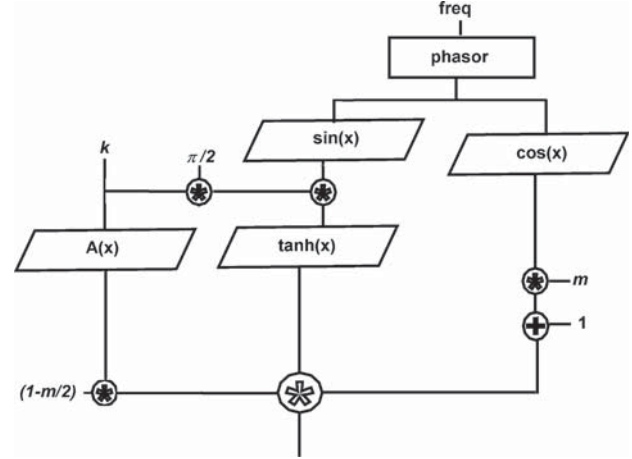 freq
phasor
sin(x)
cos(x)
k
π/2
*
*
A(x)
tanh(x)
*
m
+
1
(1-m/2)
*
*